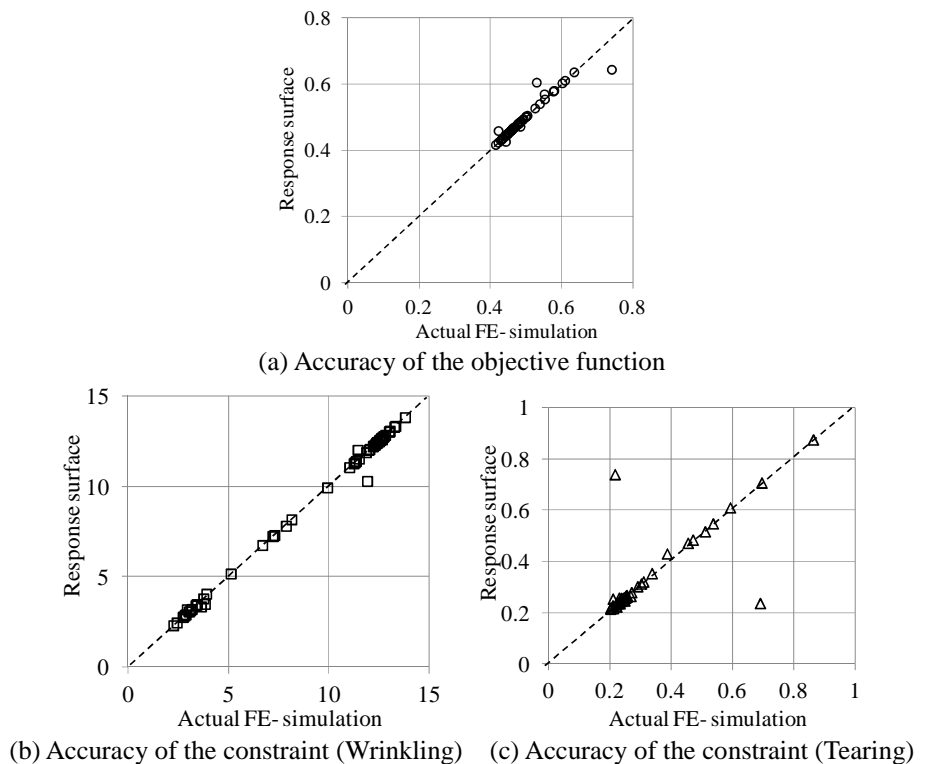 0.8
0.6
0.4
0.2
0
Response surface
0 0.2 0.4 0.6 0.8
Actual FE- simulation
(a) Accuracy of the objective function
15
10
5
0
Response surface
0 5 10 15
Actual FE- simulation
(b) Accuracy of the constraint (Wrinkling)
1
0.8
0.6
0.4
0.2
0
Response surface
0 0.2 0.4 0.6 0.8 1
Actual FE- simulation
(c) Accuracy of the constraint (Tearing)